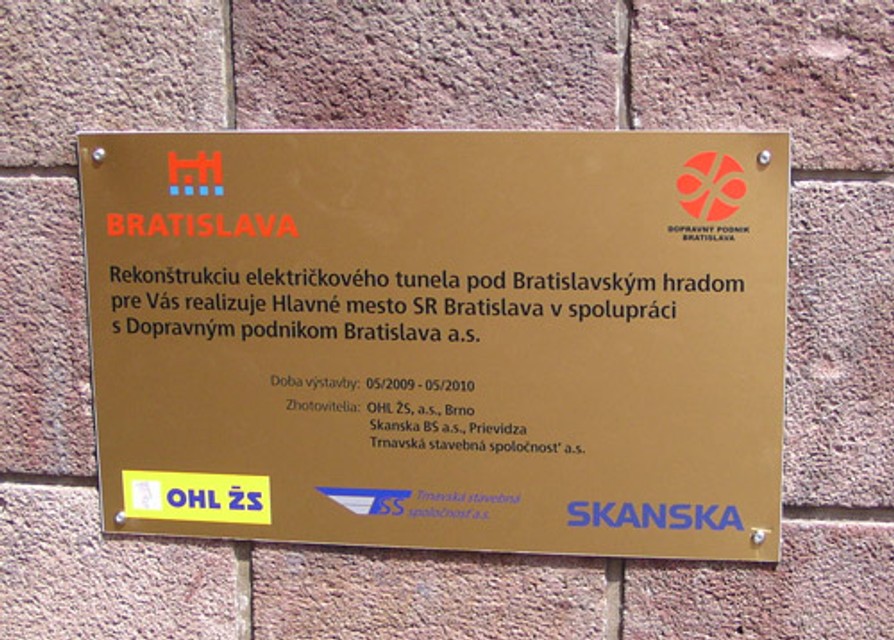 BRATISLAVA
DOPRAVNÝ PODNIK
BRATISLAVA
Rekonštrukciu električkového tunela pod Bratislavským hradom
pre Vás realizuje Hlavné mesto SR Bratislava v spolupráci
s Dopravným podnikom Bratislava a.s.
Doba výstavby: 05/2009 - 05/2010
Zhotovitelia: OHL ŽS, a.s., Brno
Skanska BS a.s., Prievidza
Trnavská stavebná spoločnosť a.s.
OHL ŽS
TSS Trnavská stavebná
spoločnosť a.s.
SKANSKA